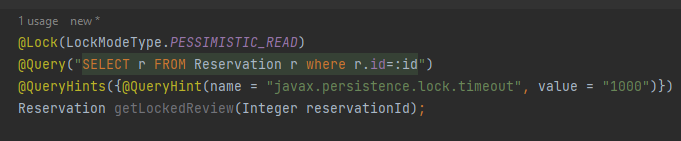 1 usage new *
@Lock(LockModeType.PESSIMISTIC_READ)
@Query("SELECT r FROM Reservation r where r.id=:id")
@QueryHints({@QueryHint(name = "javax.persistence.lock.timeout", value = "1000")})
Reservation getLockedReview(Integer reservationId);